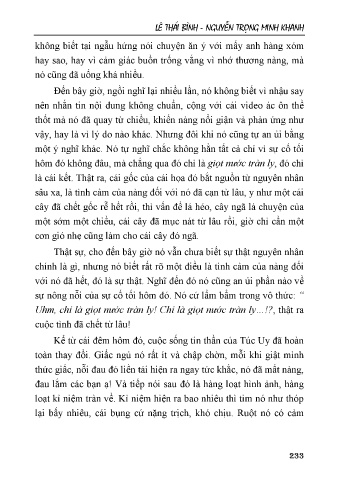 LÊ THÁI BÌNH - NGUYỄN TRỌNG MINH KHANH
không biết tại ngẫu hứng nói chuyện ăn ý với mấy anh hàng xóm
hay sao, hay vì cảm giác buồn trống vắng vì nhớ thương nàng, mà
nó cũng đã uống khá nhiều.
Đến bây giờ, ngồi nghĩ lại nhiều lần, nó không biết vì nhậu say
nên nhắn tin nội dung không chuẩn, cộng với cái video ác ôn thề
thốt mà nó đã quay từ chiều, khiến nàng nổi giận và phản ứng như
vậy, hay là vì lý do nào khác. Nhưng đôi khi nó cũng tự an ủi bằng
một ý nghĩ khác. Nó tự nghĩ chắc không hẳn tất cả chỉ vì sự cố tối
hôm đó không đâu, mà chẳng qua đó chỉ là giọt nước tràn ly, đó chỉ
là cái kết. Thật ra, cái gốc của cái họa đó bắt nguồn từ nguyên nhân
sâu xa, là tình cảm của nàng đối với nó đã cạn từ lâu, y như một cái
cây đã chết gốc rễ hết rồi, thì vấn đề lá héo, cây ngã là chuyện của
một sớm một chiều, cái cây đã mục nát từ lâu rồi, giờ chỉ cần một
cơn gió nhẹ cũng làm cho cái cây đó ngã.
Thật sự, cho đến bây giờ nó vẫn chưa biết sự thật nguyên nhân
chính là gì, nhưng nó biết rất rõ một điều là tình cảm của nàng đối
với nó đã hết, đó là sự thật. Nghĩ đến đó nó cũng an ủi phần nào về
sự nông nỗi của sự cố tối hôm đó. Nó cứ lẩm bẩm trong vô thức: “
Uhm, chỉ là giọt nước tràn ly! Chỉ là giọt nước tràn ly…!?, thật ra
cuộc tình đã chết từ lâu!
Kể từ cái đêm hôm đó, cuộc sống tin thần của Túc Uy đã hoàn
toàn thay đổi. Giấc ngủ nó rất ít và chập chờn, mỗi khi giật mình
thức giấc, nỗi đau đó liền tái hiện ra ngay tức khắc, nó đã mất nàng,
đau lắm các bạn ạ! Và tiếp nối sau đó là hàng loạt hình ảnh, hàng
loạt kỉ niệm tràn về. Kỉ niệm hiện ra bao nhiêu thì tim nó như thóp
lại bấy nhiêu, cái bụng cứ nặng trịch, khó chịu. Ruột nó có cảm
233